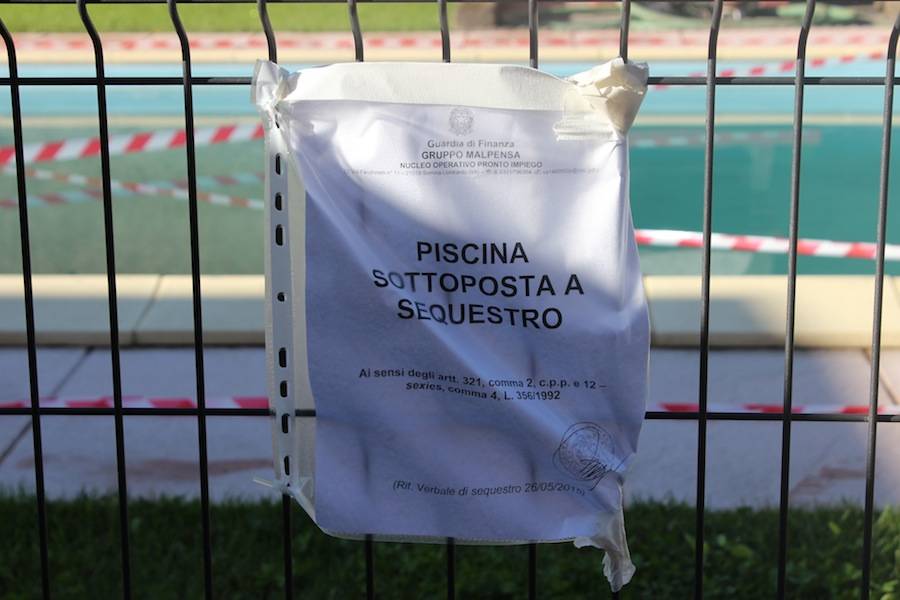 Guardia di Finanza
GRUPPO MALPENSA
NUCLEO OPERATIVO PRONTO IMPIEGO
PISCINA
SOTTOPOSTA A
SEQUESTRO
Ai sensi degli artt. 321, comma 2, c.p.p. e 12 –
sexies, comma 4, L. 356/1992
(Rif. Verbale di sequestro 26/05/2015)